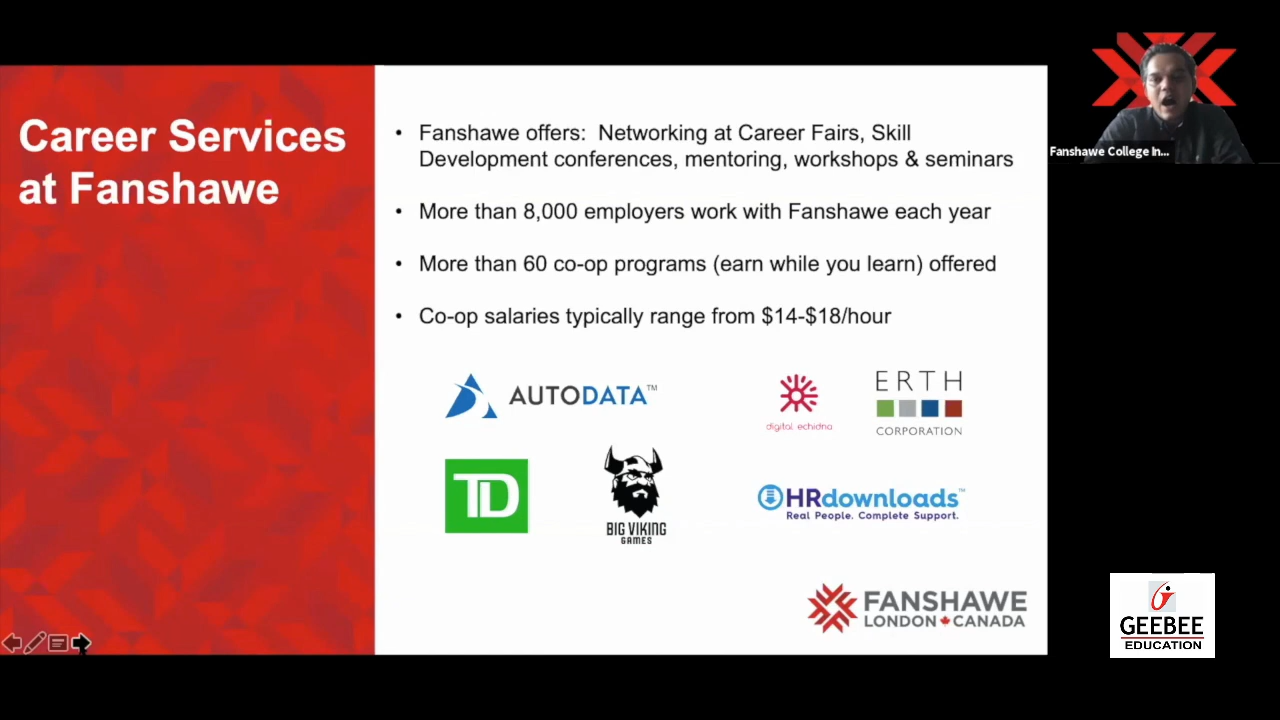 Career Services
at Fanshawe
• Fanshawe offers: Networking at Career Fairs, Skill
Development conferences, mentoring, workshops & seminars
• More than 8,000 employers work with Fanshawe each year
• More than 60 co-op programs (earn while you learn) offered
• Co-op salaries typically range from $14-$18/hour
AUTODATA™
digital echidna
ERTH
CORPORATION
TD
BIG VIKING
GAMES
HRdownloads™
Real People. Complete Support.
FANSHAWE
LONDON CANADA
Fanshawe College In...
GEEBEE
EDUCATION